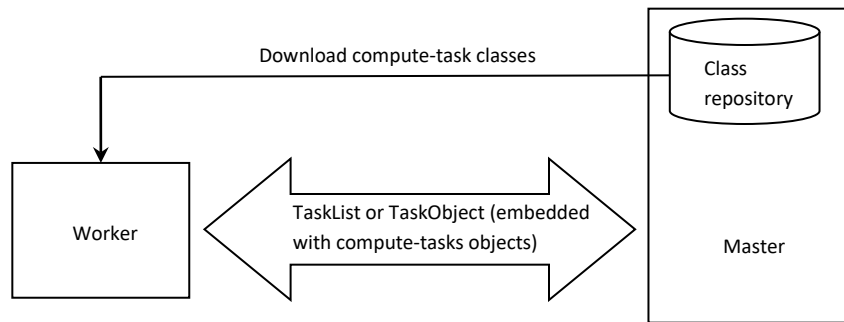 Download compute-task classes
Class
repository
TaskList or TaskObject (embedded
with compute-tasks objects)
Worker
Master